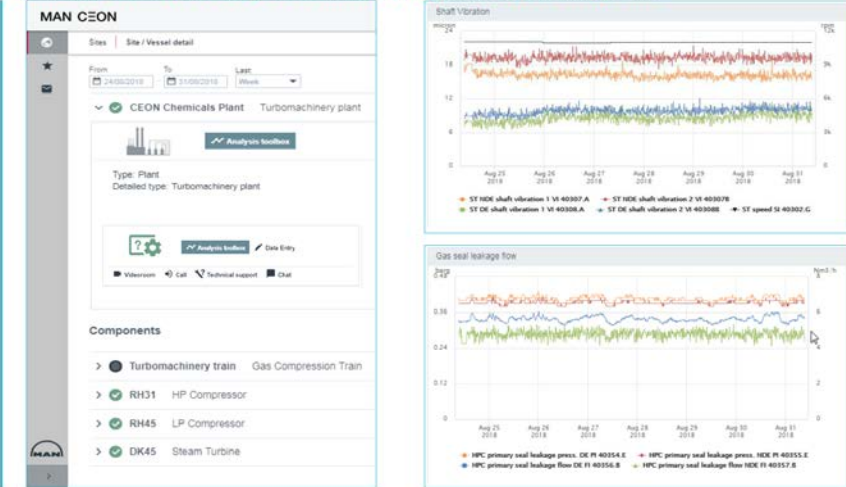 MAN CEON
Sites | Site / Vessel detail
From To Last
24/08/2018 31/08/2018 Week
CEON Chemicals Plant Turbomachinery plant
Analysis toolbox
Type: Plant
Detailed type: Turbomachinery plant
Analysis toolbox Data Entry
Videoroom Call Technical support Chat
Components
Turbomachinery train Gas Compression Train
RH31 HP Compressor
RH45 LP Compressor
DK45 Steam Turbine
MAN
Shaft Vibration
micron rpm
24 12k
18 9k
12 6k
6 3k
0 0
Aug 25 Aug 26 Aug 27 Aug 28 Aug 29 Aug 30 Aug 31
2018 2018 2018 2018 2018 2018 2018
ST NDE shaft vibration 1 VI 40307.A ST NDE shaft vibration 2 VI 40307B
ST DE shaft vibration 1 VI 40308.A ST DE shaft vibration 2 VI 40308B ST speed SI 40302.G
Gas seal leakage flow
barg Nm3/h
0.48 8
0.36 6
0.24 4
0.12 2
0 0
Aug 25 Aug 26 Aug 27 Aug 28 Aug 29 Aug 30 Aug 31
2018 2018 2018 2018 2018 2018 2018
HPC primary seal leakage press. DE PI 40354.E HPC primary seal leakage press. NDE PI 40355.E
HPC primary seal leakage flow DE FI 40356.B HPC primary seal leakage flow NDE FI 40357.B